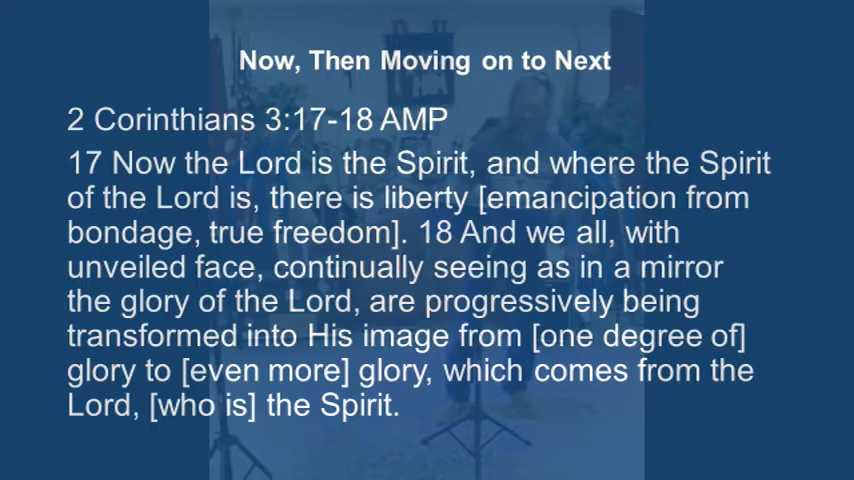 Now, Then Moving on to Next
2 Corinthians 3:17-18 AMP
17 Now the Lord is the Spirit, and where the Spirit
of the Lord is, there is liberty [emancipation from
bondage, true freedom]. 18 And we all, with
unveiled face, continually seeing as in a mirror
the glory of the Lord, are progressively being
transformed into His image from [one degree of]
glory to [even more] glory, which comes from the
Lord, [who is] the Spirit.